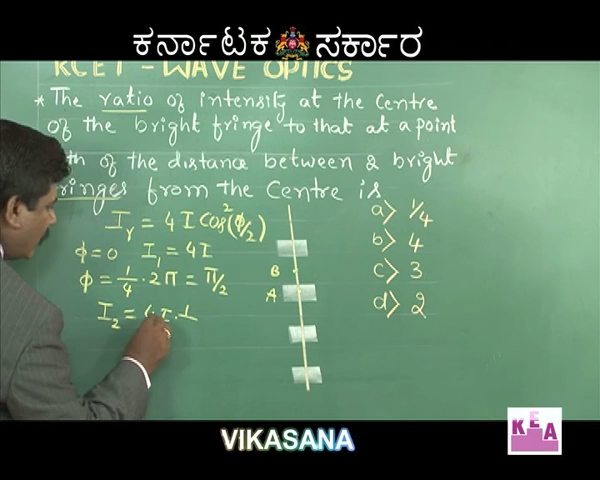 ಕರ್ನಾಟಕ ಸರ್ಕಾರ
KCET - WAVE OPTICS
* The ratio of intensity at the centre
of the bright fringe to that at a point
th of the distance between 2 bright
fringes from the centre is
I_r = 4 I cos²(ϕ/2)
ϕ = 0 I₁ = 4I
ϕ = 1/4 · 2π = π/2
I₂ =
B
A
a> 1/4
b> 4
c> 3
d> 2
KEA
VIKASANA